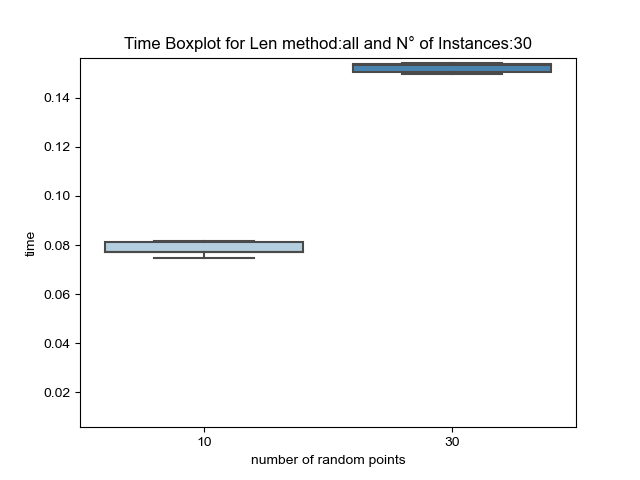 Time Boxplot for Len method:all and N° of Instances:30
0.14
0.12
0.10
0.08
0.06
0.04
0.02
time
10 30
number of random points